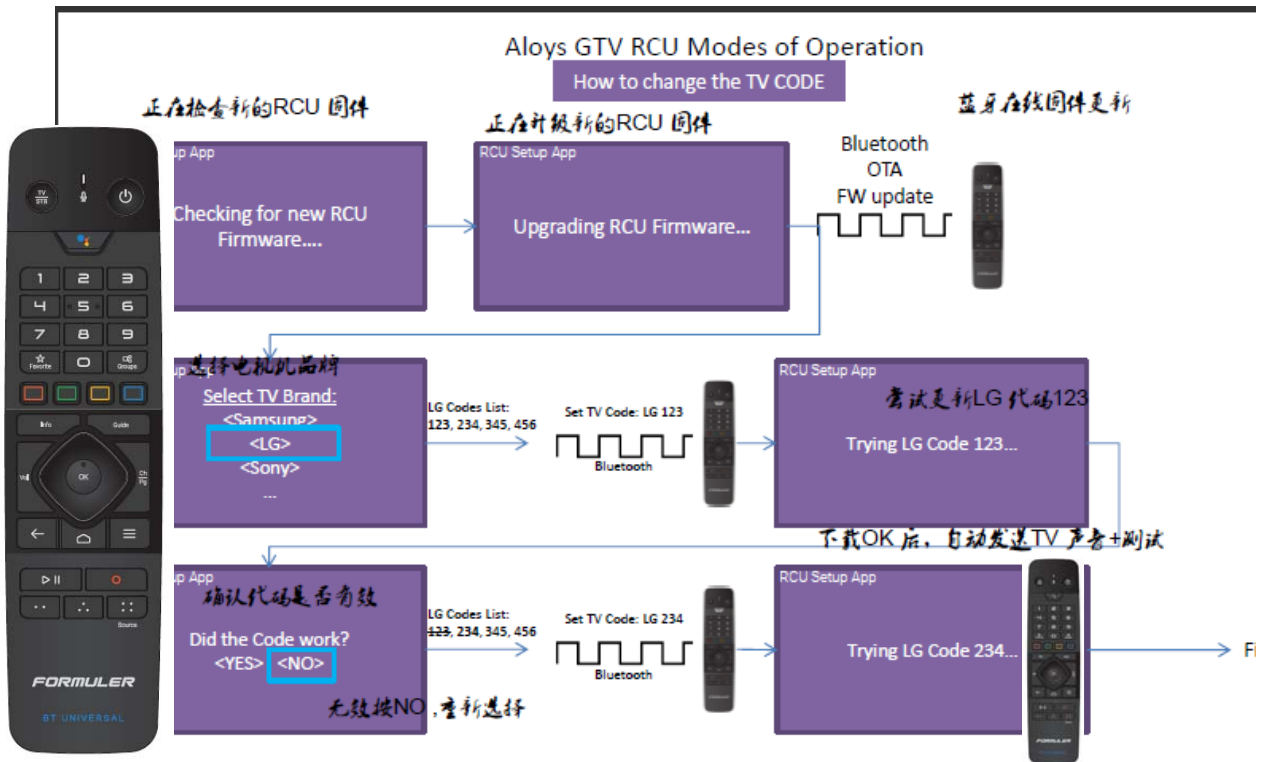 Aloys GTV RCU Modes of Operation
How to change the TV CODE
正在检查新的RCU 固件
正在升级新的RCU 固件
蓝牙在线固件更新
up App
Checking for new RCU
Firmware....
RCU Setup App
Upgrading RCU Firmware...
Bluetooth
OTA
FW update
TV
STB
1 2 3
4 5 6
7 8 9
Favorite 0 Groups
Info Guide
Vol OK Ch
Pg
Source
FORMULER
BT UNIVERSAL
选择电视机品牌
up App
Select TV Brand:
<Samsung>
<LG>
<Sony>
...
LG Codes List:
123, 234, 345, 456
Set TV Code: LG 123
Bluetooth
RCU Setup App
尝试更新LG 代码123
Trying LG Code 123...
下载OK 后，自动发送TV 声音+测试
up App
确认代码是否有效
Did the Code work?
<YES> <NO>
LG Codes List:
123, 234, 345, 456
Set TV Code: LG 234
Bluetooth
RCU Setup App
Trying LG Code 234...
Fi
无效按NO ,重新选择